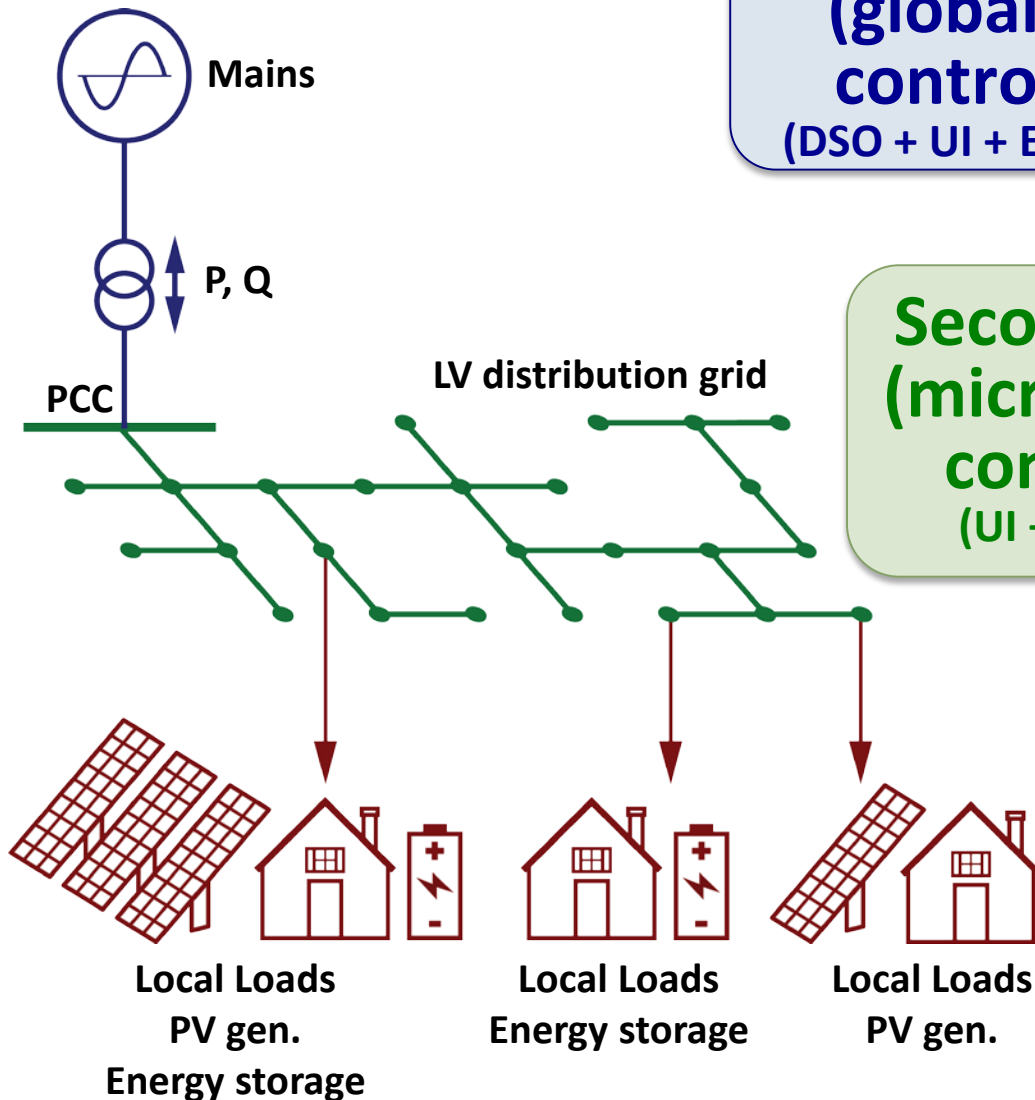 (global
contro
(DSO + UI + E
Mains
P, Q
Seco
(micr
con
(UI +
LV distribution grid
PCC
Local Loads
PV gen.
Energy storage
Local Loads
Energy storage
Local Loads
PV gen.